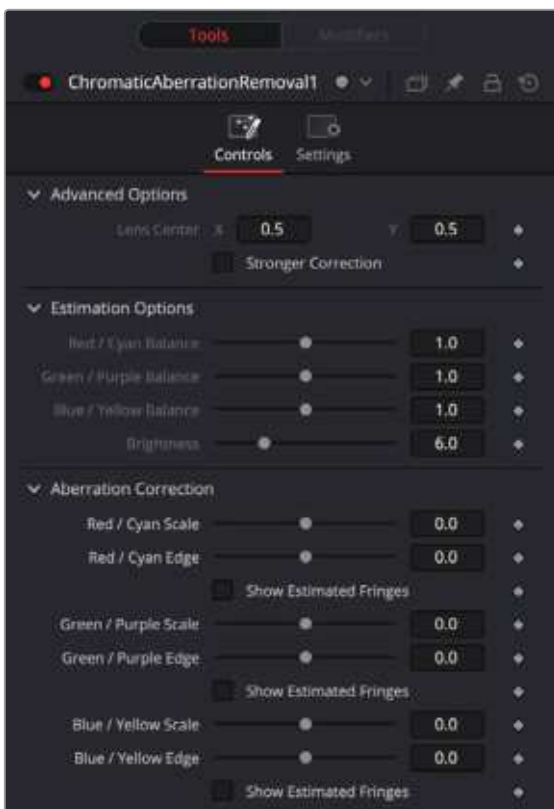 Tools Modifiers
ChromaticAberrationRemoval1
Controls Settings
Advanced Options
Lens Center X 0.5 Y 0.5
Stronger Correction
Estimation Options
Red / Cyan Balance 1.0
Green / Purple Balance 1.0
Blue / Yellow Balance 1.0
Brightness 6.0
Aberration Correction
Red / Cyan Scale 0.0
Red / Cyan Edge 0.0
Show Estimated Fringes
Green / Purple Scale 0.0
Green / Purple Edge 0.0
Show Estimated Fringes
Blue / Yellow Scale 0.0
Blue / Yellow Edge 0.0
Show Estimated Fringes